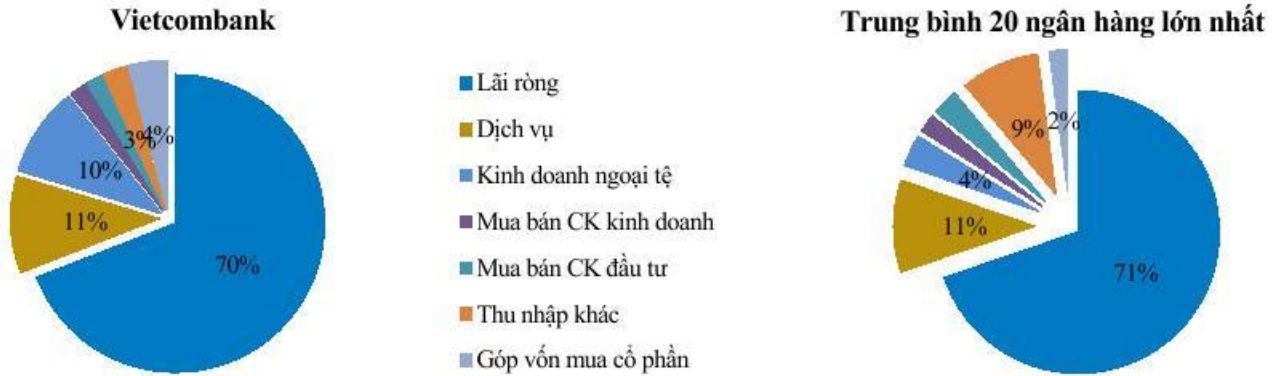 Vietcombank
3%
4%
10%
11%
70%
Lãi ròng
Dịch vụ
Kinh doanh ngoại tệ
Mua bán CK kinh doanh
Mua bán CK đầu tư
Thu nhập khác
Góp vốn mua cổ phần
Trung bình 20 ngân hàng lớn nhất
9%
2%
4%
11%
71%